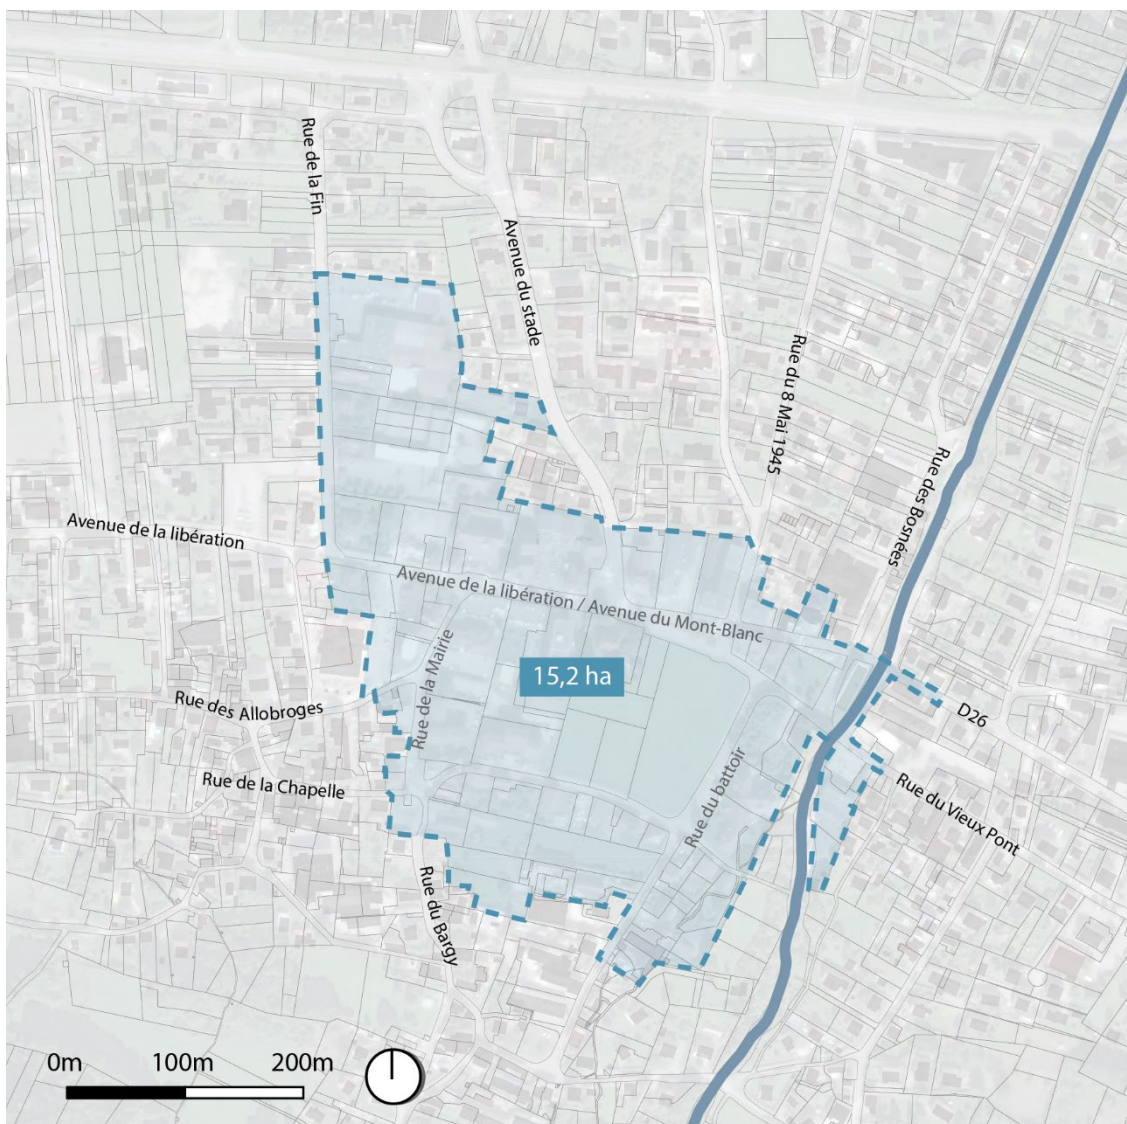 Rue de la Fin
Avenue du stade
Rue du 8 Mai 1945
Rue des Bosnées
Avenue de la libération
Avenue de la libération / Avenue du Mont-Blanc
Rue de la Mairie
15,2 ha
Rue des Allobroges
D26
Rue de la Chapelle
Rue du battoir
Rue du Vieux Pont
Rue du Bargy
0m 100m 200m